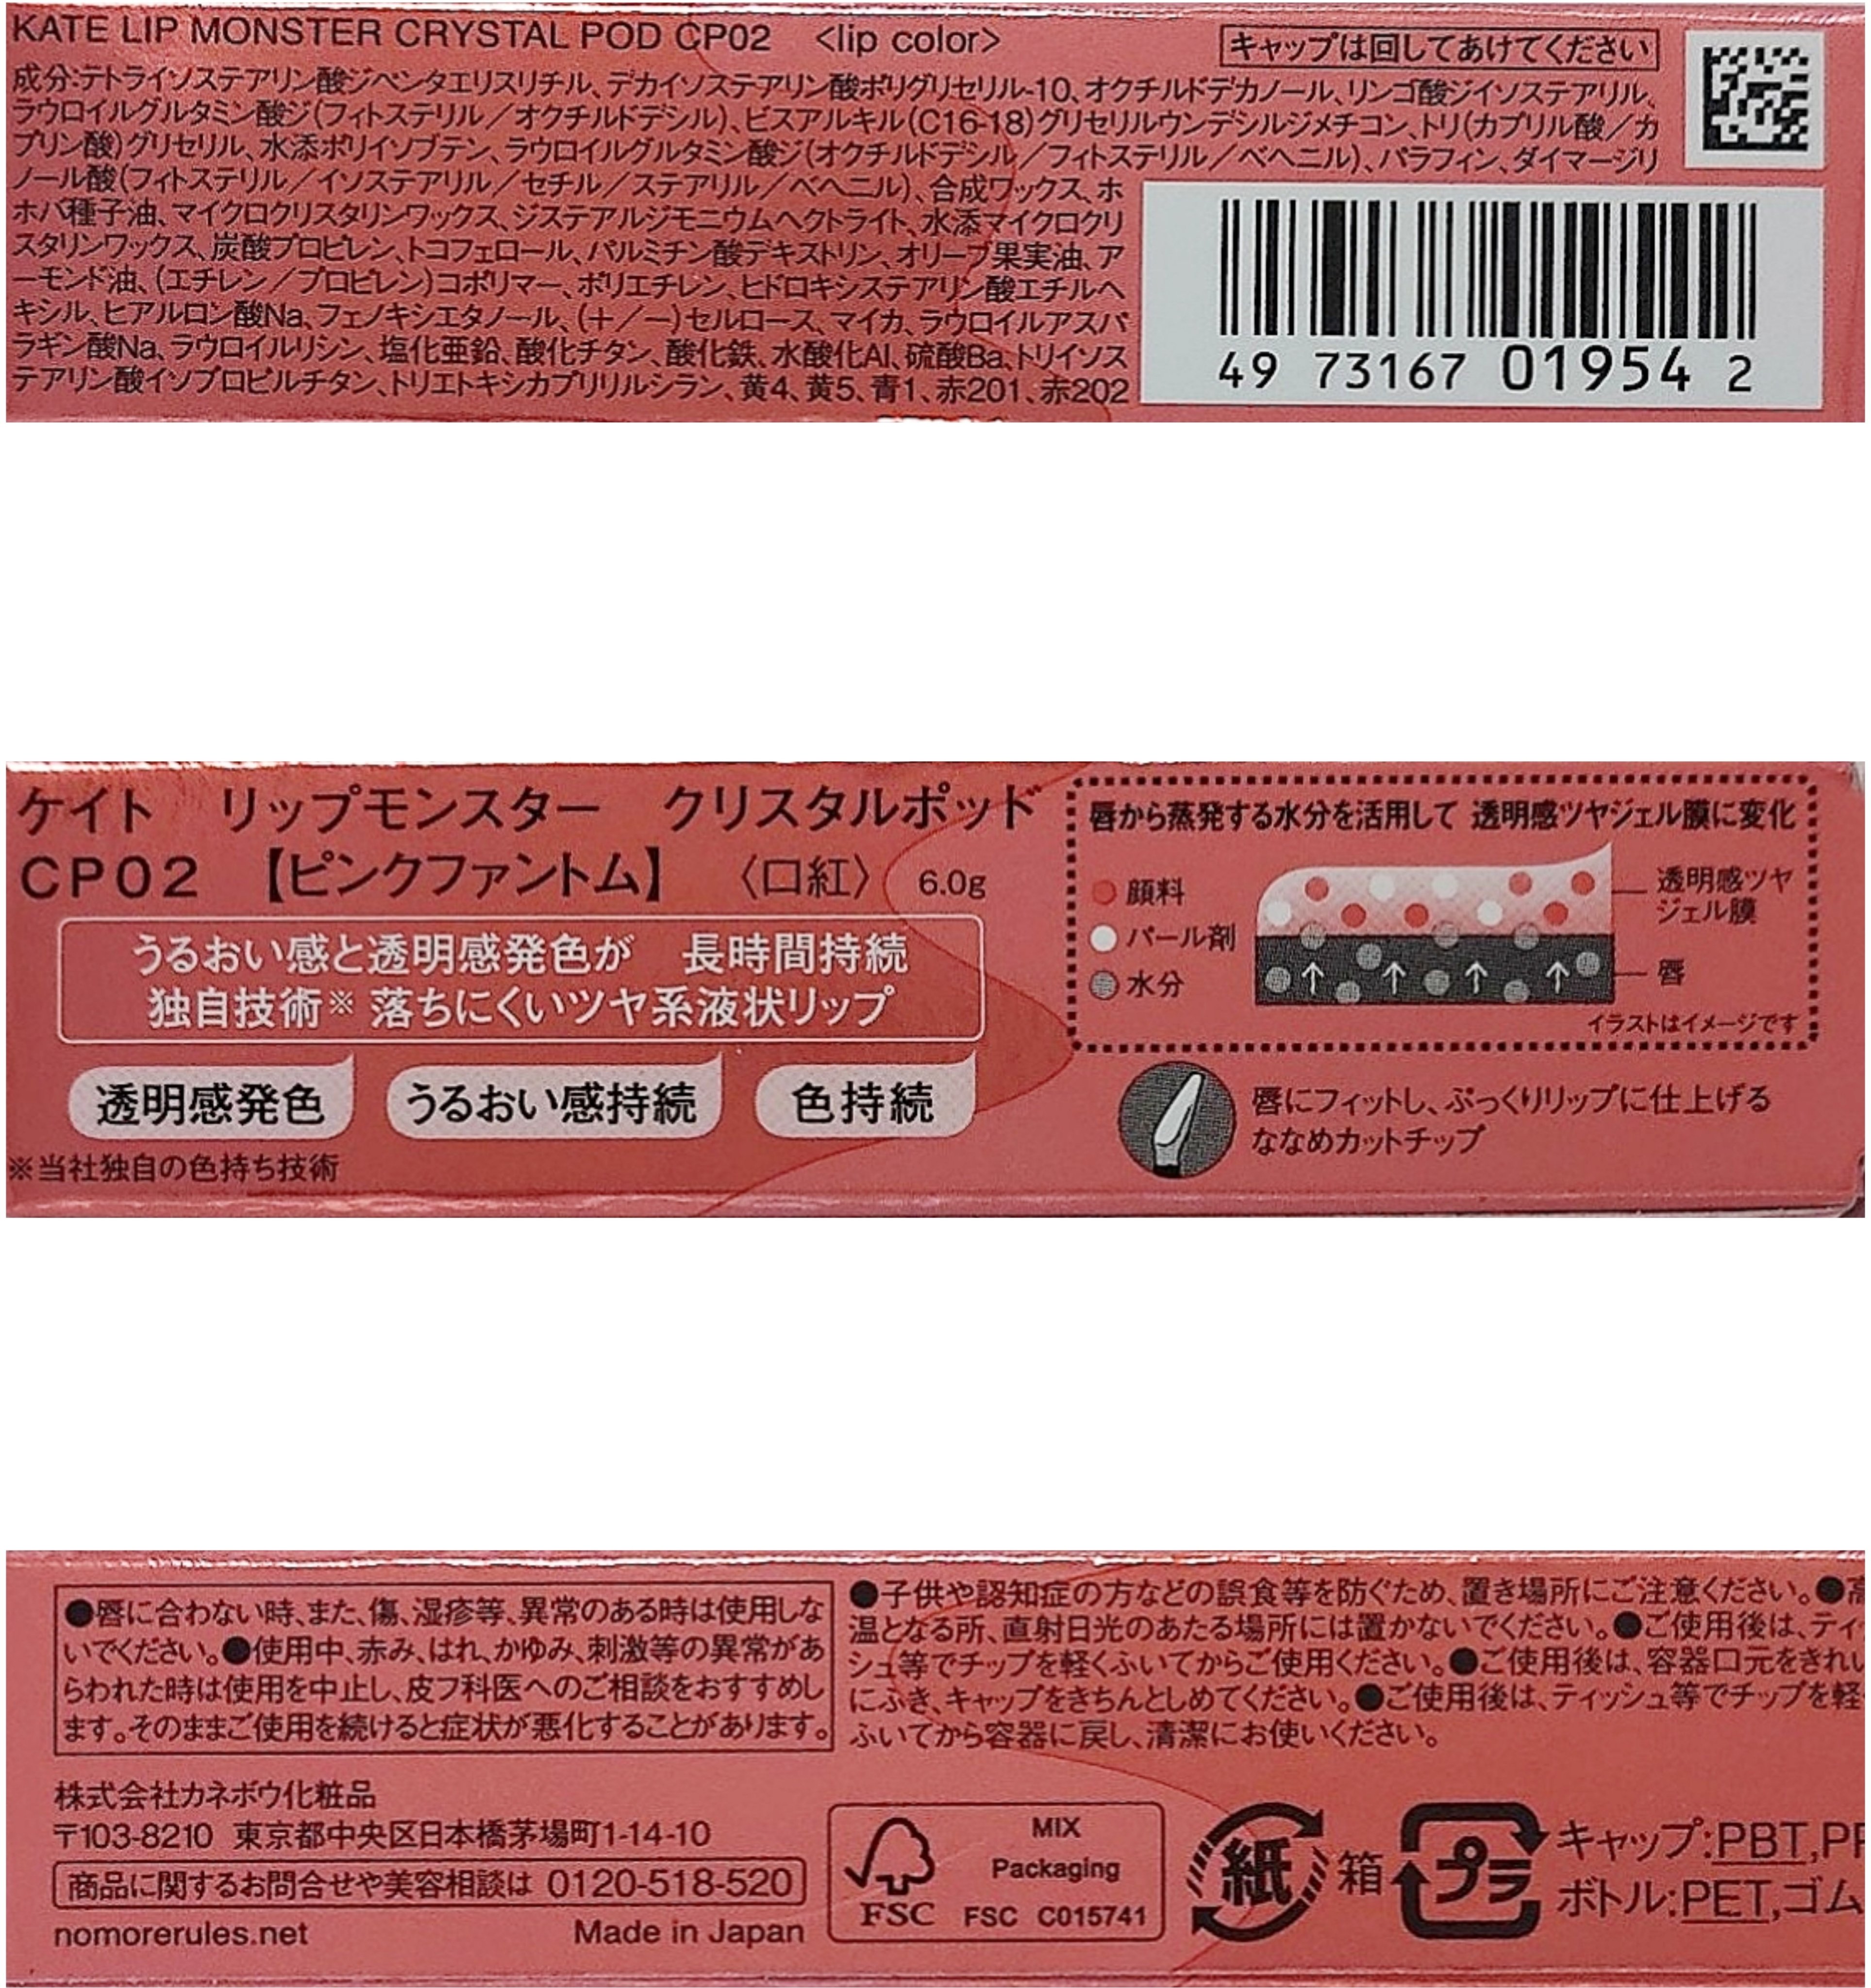 KATE LIP MONSTER CRYSTAL POD CP02 <lip color>
キャップは回してあけてください
成分:テトライソステアリン酸ジペンタエリスリチル、デカイソステアリン酸ポリグリセリル-10、オクチルドデカノール、リンゴ酸ジイソステアリル、
ラウロイルグルタミン酸ジ(フィトステリル/オクチルドデシル)、ビスアルキル(C16-18)グリセリルウンデシルジメチコン、トリ(カプリル酸/カ
プリン酸)グリセリル、水添ポリイソブテン、ラウロイルグルタミン酸ジ(オクチルドデシル/フィトステリル/ベヘニル)、パラフィン、ダイマージリ
ノール酸(フィトステリル/イソステアリル/セチル/ステアリル/ベヘニル)、合成ワックス、ホ
ホバ種子油、マイクロクリスタリンワックス、ジステアルジモニウムヘクトライト、水添マイクロクリ
スタリンワックス、炭酸プロピレン、トコフェロール、パルミチン酸デキストリン、オリーブ果実油、ア
ーモンド油、(エチレン/プロピレン)コポリマー、ポリエチレン、ヒドロキシステアリン酸エチルヘ
キシル、ヒアルロン酸Na、フェノキシエタノール、(+/-)セルロース、マイカ、ラウロイルアスパ
ラギン酸Na、ラウロイルリシン、塩化亜鉛、酸化チタン、酸化鉄、水酸化Al、硫酸Ba、トリイソス
テアリン酸イソプロピルチタン、トリエトキシカプリリルシラン、黄4、黄5、青1、赤201、赤202
49 73167 01954 2
ケイト リップモンスター クリスタルポット
CP02 【ピンクファントム】 〈口紅〉 6.0g
うるおい感と透明感発色が 長時間持続
独自技術※ 落ちにくいツヤ系液状リップ
透明感発色 うるおい感持続 色持続
※当社独自の色持ち技術
唇から蒸発する水分を活用して 透明感ツヤジェル膜に変化
顔料
パール剤
水分
透明感ツヤ
ジェル膜
唇
イラストはイメージです
唇にフィットし、ぷっくりリップに仕上げる
ななめカットチップ
●唇に合わない時、また、傷、湿疹等、異常のある時は使用しな
いでください。●使用中、赤み、はれ、かゆみ、刺激等の異常があ
らわれた時は使用を中止し、皮フ科医へのご相談をおすすめし
ます。そのままご使用を続けると症状が悪化することがあります。
●子供や認知症の方などの誤食等を防ぐため、置き場所にご注意ください。●高
温となる所、直射日光のあたる場所には置かないでください。●ご使用後は、ティ
シュ等でチップを軽くふいてからご使用ください。●ご使用後は、容器口元をきれい
にふき、キャップをきちんとしめてください。●ご使用後は、ティッシュ等でチップを軽
ふいてから容器に戻し、清潔にお使いください。
株式会社カネボウ化粧品
〒103-8210 東京都中央区日本橋茅場町1-14-10
商品に関するお問合せや美容相談は 0120-518-520
nomorerules.net Made in Japan
MIX
Packaging
FSC FSC C015741
紙 箱
プラ
キャップ:PBT,PP
ボトル:PET,ゴム